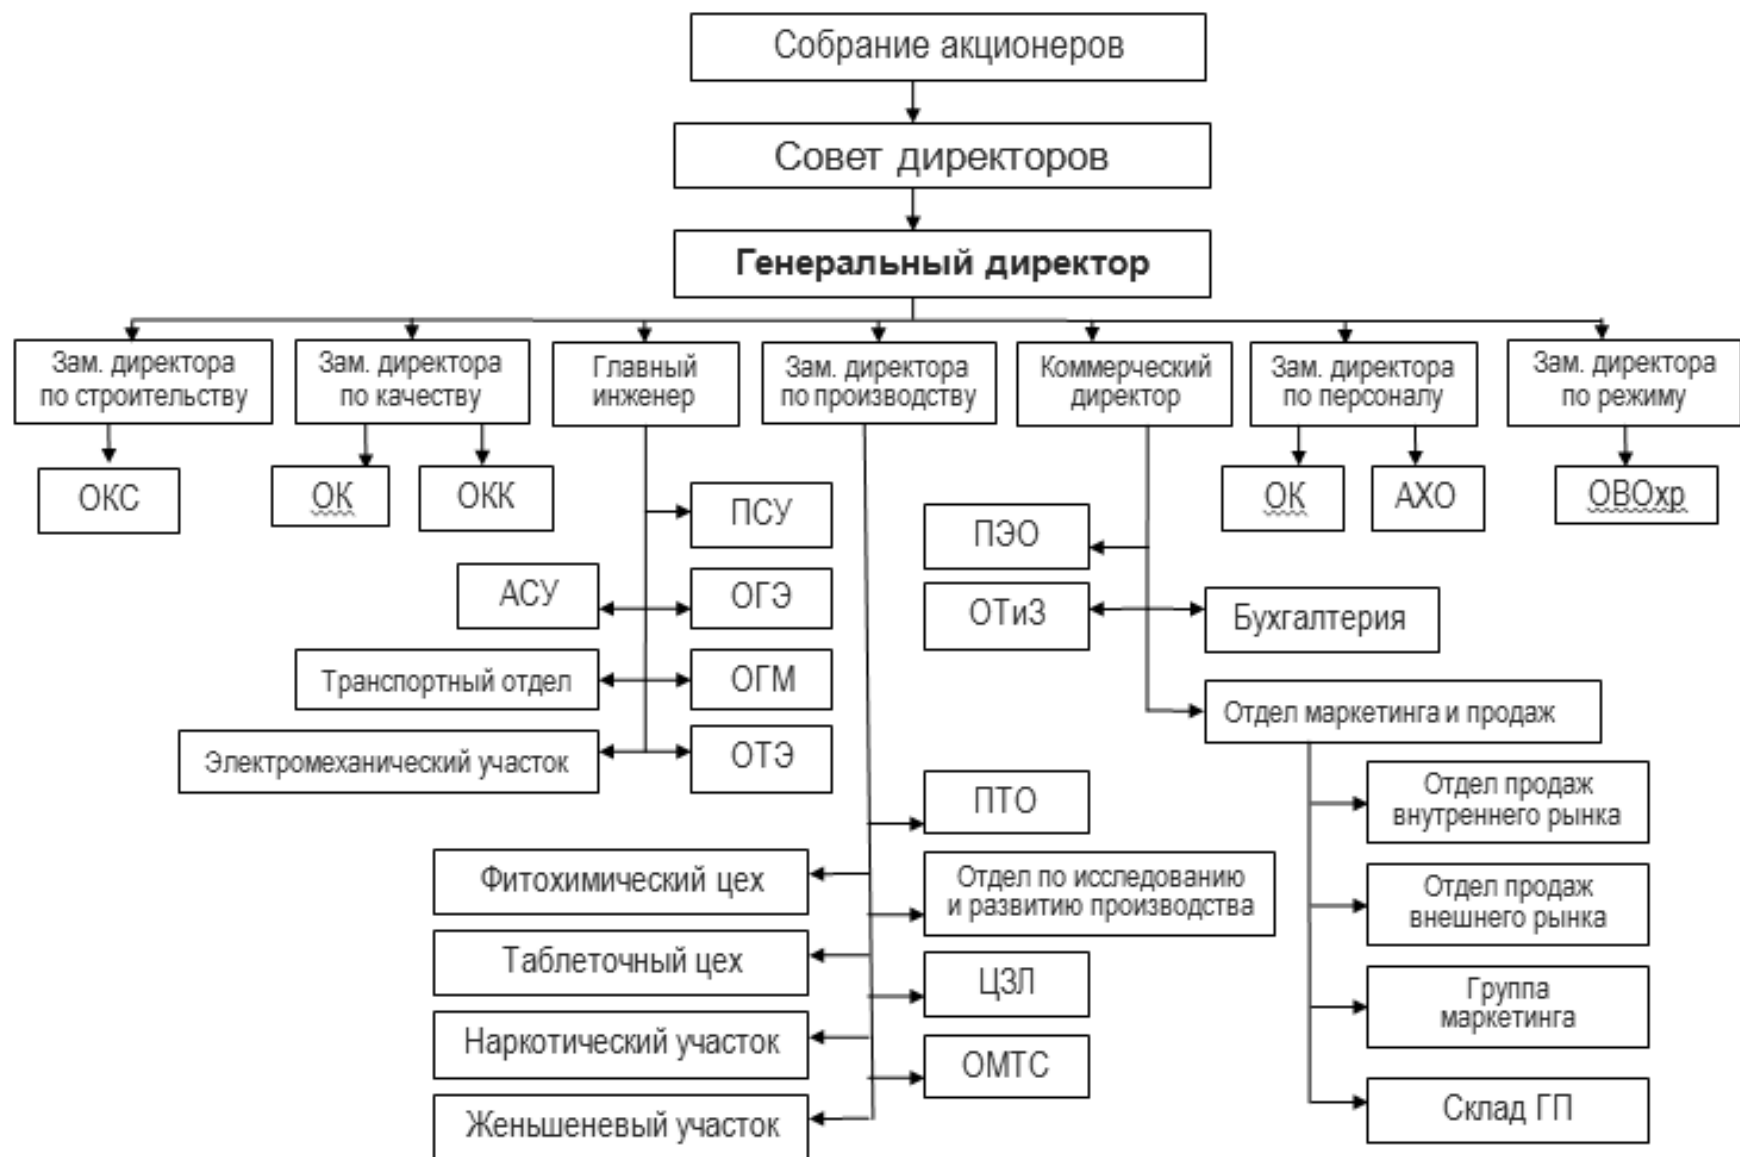 Собрание акционеров
Совет директоров
Генеральный директор
Зам. директора
по строительству
Зам. директора
по качеству
Главный
инженер
Зам. директора
по производству
Коммерческий
директор
Зам. директора
по персоналу
Зам. директора
по режиму
ОКС
ОК
ОКК
ОК
АХО
ОВОхр
ПСУ
АСУ
ОГЭ
Транспортный отдел
ОГМ
Электромеханический участок
ОТЭ
ПЭО
ОТиЗ
Бухгалтерия
Отдел маркетинга и продаж
ПТО
Фитохимический цех
Отдел по исследованию
и развитию производства
Таблеточный цех
ЦЗЛ
Наркотический участок
ОМТС
Женьшеневый участок
Отдел продаж
внутреннего рынка
Отдел продаж
внешнего рынка
Группа
маркетинга
Склад ГП